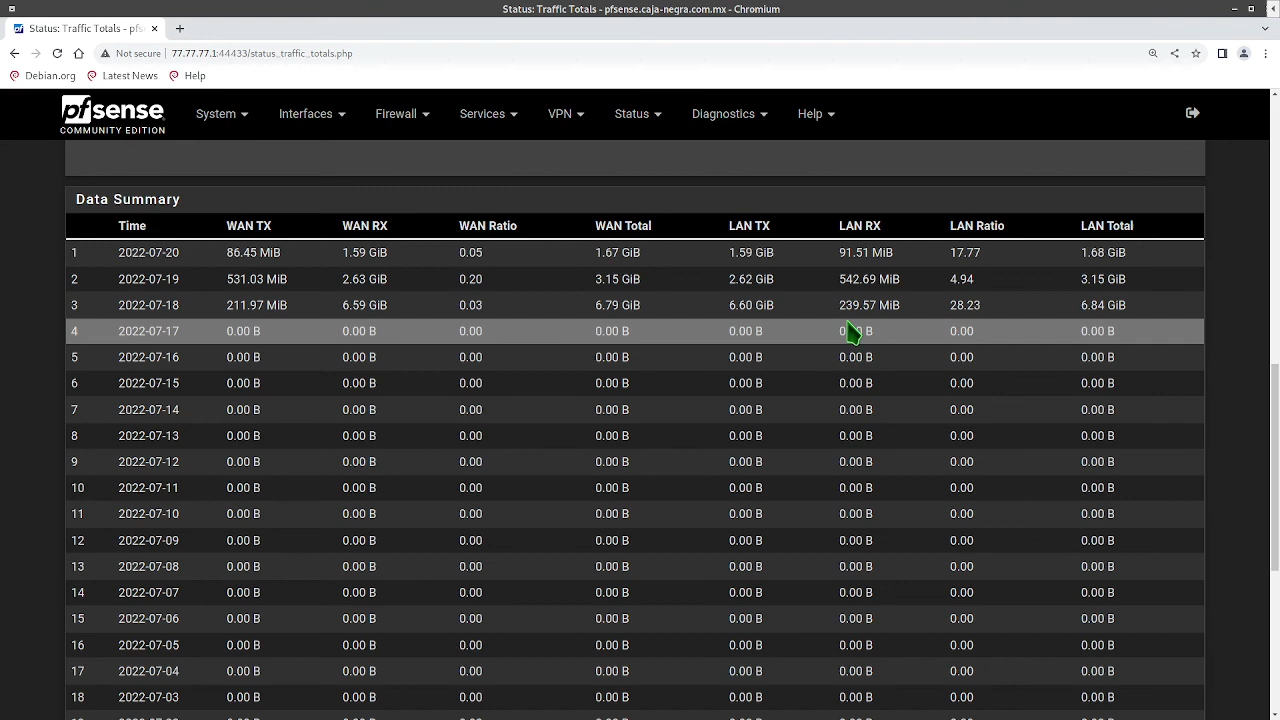 Status: Traffic Totals - pfsense.caja-negra.com.mx - Chromium
Status: Traffic Totals - pfs
Not secure 77.77.77.1:44433/status_traffic_totals.php
Debian.org Latest News Help
pfsense System Interfaces Firewall Services VPN Status Diagnostics Help
COMMUNITY EDITION
Data Summary
Time WAN TX WAN RX WAN Ratio WAN Total LAN TX LAN RX LAN Ratio LAN Total
1 2022-07-20 86.45 MiB 1.59 GiB 0.05 1.67 GiB 1.59 GiB 91.51 MiB 17.77 1.68 GiB
2 2022-07-19 531.03 MiB 2.63 GiB 0.20 3.15 GiB 2.62 GiB 542.69 MiB 4.94 3.15 GiB
3 2022-07-18 211.97 MiB 6.59 GiB 0.03 6.79 GiB 6.60 GiB 239.57 MiB 28.23 6.84 GiB
4 2022-07-17 0.00 B 0.00 B 0.00 0.00 B 0.00 B 0.00 B 0.00 0.00 B
5 2022-07-16 0.00 B 0.00 B 0.00 0.00 B 0.00 B 0.00 B 0.00 0.00 B
6 2022-07-15 0.00 B 0.00 B 0.00 0.00 B 0.00 B 0.00 B 0.00 0.00 B
7 2022-07-14 0.00 B 0.00 B 0.00 0.00 B 0.00 B 0.00 B 0.00 0.00 B
8 2022-07-13 0.00 B 0.00 B 0.00 0.00 B 0.00 B 0.00 B 0.00 0.00 B
9 2022-07-12 0.00 B 0.00 B 0.00 0.00 B 0.00 B 0.00 B 0.00 0.00 B
10 2022-07-11 0.00 B 0.00 B 0.00 0.00 B 0.00 B 0.00 B 0.00 0.00 B
11 2022-07-10 0.00 B 0.00 B 0.00 0.00 B 0.00 B 0.00 B 0.00 0.00 B
12 2022-07-09 0.00 B 0.00 B 0.00 0.00 B 0.00 B 0.00 B 0.00 0.00 B
13 2022-07-08 0.00 B 0.00 B 0.00 0.00 B 0.00 B 0.00 B 0.00 0.00 B
14 2022-07-07 0.00 B 0.00 B 0.00 0.00 B 0.00 B 0.00 B 0.00 0.00 B
15 2022-07-06 0.00 B 0.00 B 0.00 0.00 B 0.00 B 0.00 B 0.00 0.00 B
16 2022-07-05 0.00 B 0.00 B 0.00 0.00 B 0.00 B 0.00 B 0.00 0.00 B
17 2022-07-04 0.00 B 0.00 B 0.00 0.00 B 0.00 B 0.00 B 0.00 0.00 B
18 2022-07-03 0.00 B 0.00 B 0.00 0.00 B 0.00 B 0.00 B 0.00 0.00 B